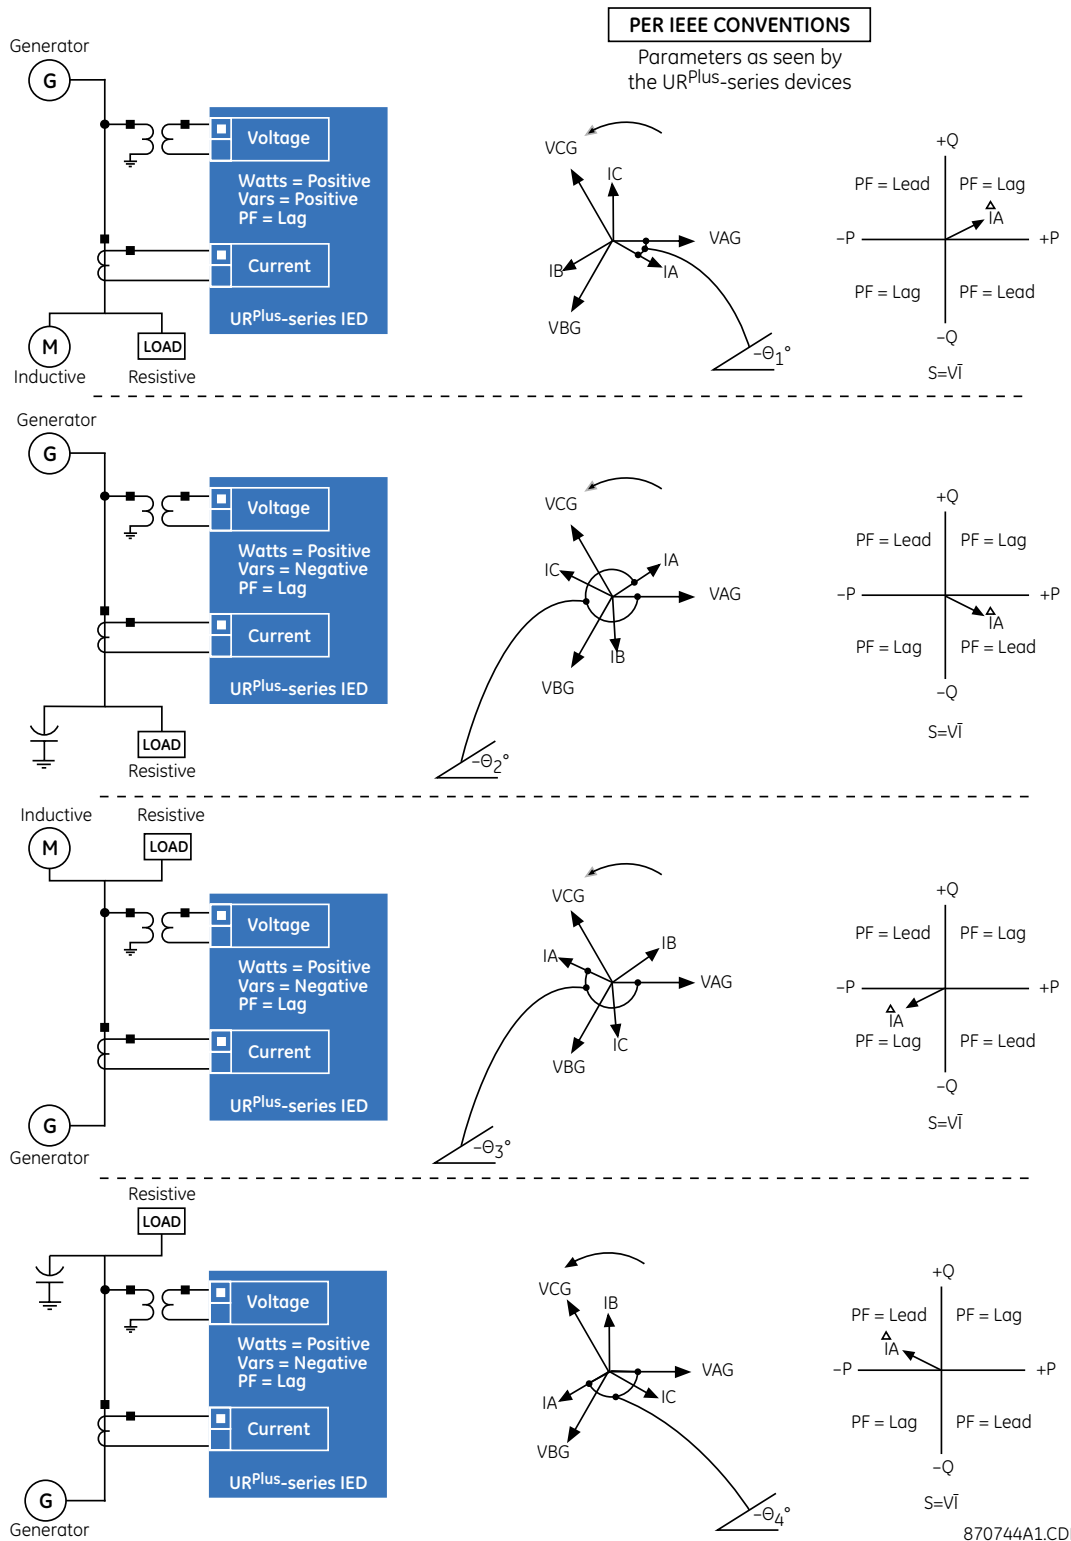 PER IEEE CONVENTIONS
Parameters as seen by
the URPlus-series devices
Generator
G
Voltage
Watts = Positive
Vars = Positive
PF = Lag
Current
URPlus-series IED
M
LOAD
Inductive
Resistive
VCG
IC
VAG
IB
IA
VBG
–Θ1°
+Q
PF = Lead
PF = Lag
IA
–P
+P
PF = Lag
PF = Lead
–Q
S=VĪ
Generator
G
Voltage
Watts = Positive
Vars = Negative
PF = Lag
Current
URPlus-series IED
LOAD
Resistive
VCG
IC
IA
VAG
IB
VBG
–Θ2°
+Q
PF = Lead
PF = Lag
–P
+P
IA
PF = Lag
PF = Lead
–Q
S=VĪ
Inductive
Resistive
M
LOAD
Voltage
Watts = Positive
Vars = Negative
PF = Lag
Current
URPlus-series IED
G
Generator
VCG
IA
IB
VAG
IC
VBG
–Θ3°
+Q
PF = Lead
PF = Lag
–P
+P
IA
PF = Lag
PF = Lead
–Q
S=VĪ
Resistive
LOAD
Voltage
Watts = Positive
Vars = Negative
PF = Lag
Current
URPlus-series IED
G
Generator
VCG
IB
VAG
IA
IC
VBG
–Θ4°
+Q
PF = Lead
PF = Lag
IA
–P
+P
PF = Lag
PF = Lead
–Q
S=VĪ
870744A1.CD